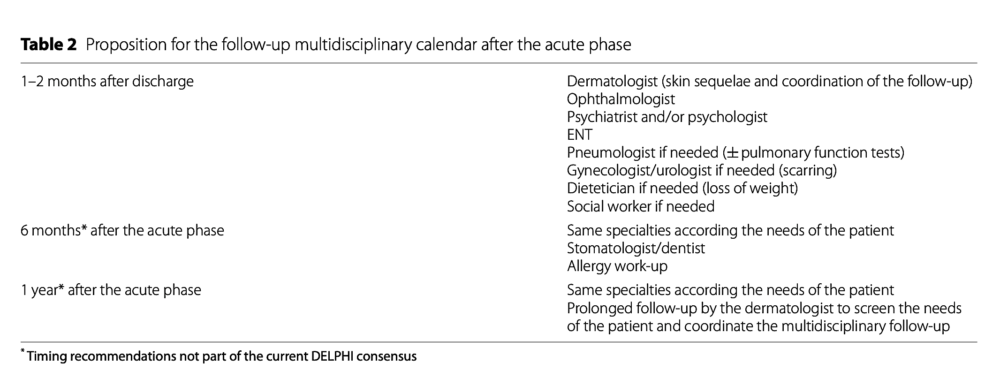 Table 2 Proposition for the follow-up multidisciplinary calendar after the acute phase
1–2 months after discharge
Dermatologist (skin sequelae and coordination of the follow-up)
Ophthalmologist
Psychiatrist and/or psychologist
ENT
Pneumologist if needed (± pulmonary function tests)
Gynecologist/urologist if needed (scarring)
Dietetician if needed (loss of weight)
Social worker if needed
6 months* after the acute phase
Same specialties according the needs of the patient
Stomatologist/dentist
Allergy work-up
1 year* after the acute phase
Same specialties according the needs of the patient
Prolonged follow-up by the dermatologist to screen the needs
of the patient and coordinate the multidisciplinary follow-up
* Timing recommendations not part of the current DELPHI consensus